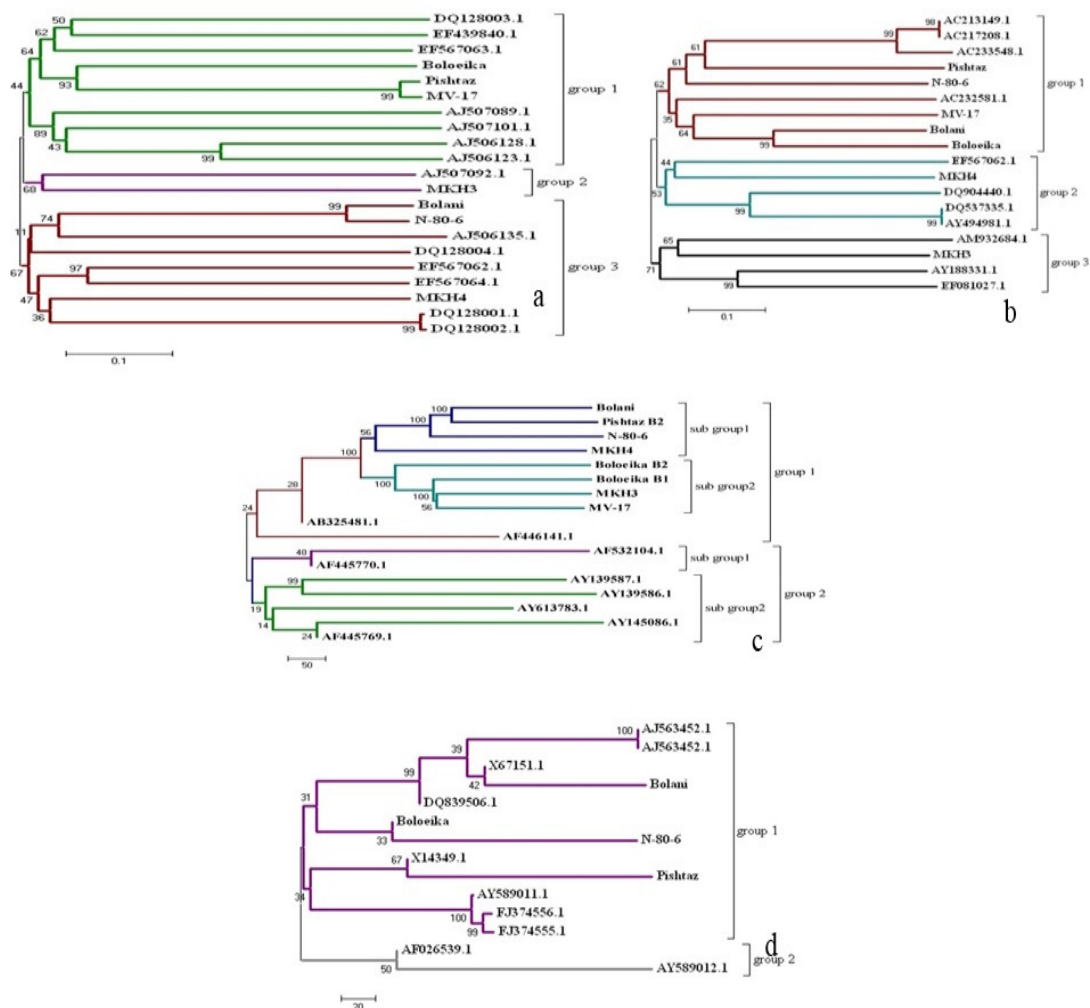 DQ128003.1
50
EF439840.1
62
EF567063.1
64
Boloeika
44
Pishtaz
93
99
MV-17
group 1
AJ507089.1
AJ507101.1
89
AJ506128.1
43
99
AJ506123.1
AJ507092.1
68
MKH3
group 2
Bolani
99
N-80-6
74
AJ506135.1
11
DQ128004.1
67
EF567062.1
97
EF567064.1
group 3
47
MKH4
36
DQ128001.1
99
DQ128002.1
0.1
a
98
AC213149.1
AC217208.1
99
AC233548.1
61
Pishtaz
61
N-80-6
group 1
62
AC232581.1
35
MV-17
64
Bolani
99
Boloeika
44
EF567062.1
MKH4
53
DQ904440.1
group 2
99
DQ537335.1
99
AY494981.1
AM932684.1
65
MKH3
71
AY188331.1
group 3
99
EF081027.1
0.1
b
Bolani
100
100
Pishtaz B2
sub group1
56
N-80-6
MKH4
100
Boloeika B2
group 1
100
Boloeika B1
sub group2
28
100
MKH3
56
MV-17
24
AB325481.1
AF446141.1
40
AF532104.1
sub group1
AF445770.1
99
AY139587.1
AY139586.1
group 2
19
AY613783.1
sub group2
14
AY145086.1
24
AF445769.1
50
c
100
AJ563452.1
AJ563452.1
39
X67151.1
99
42
Bolani
DQ839506.1
31
Boloeika
group 1
33
N-80-6
67
X14349.1
Pishtaz
34
AY589011.1
100
FJ374556.1
99
FJ374555.1
d
AF026539.1
group 2
50
AY589012.1
20